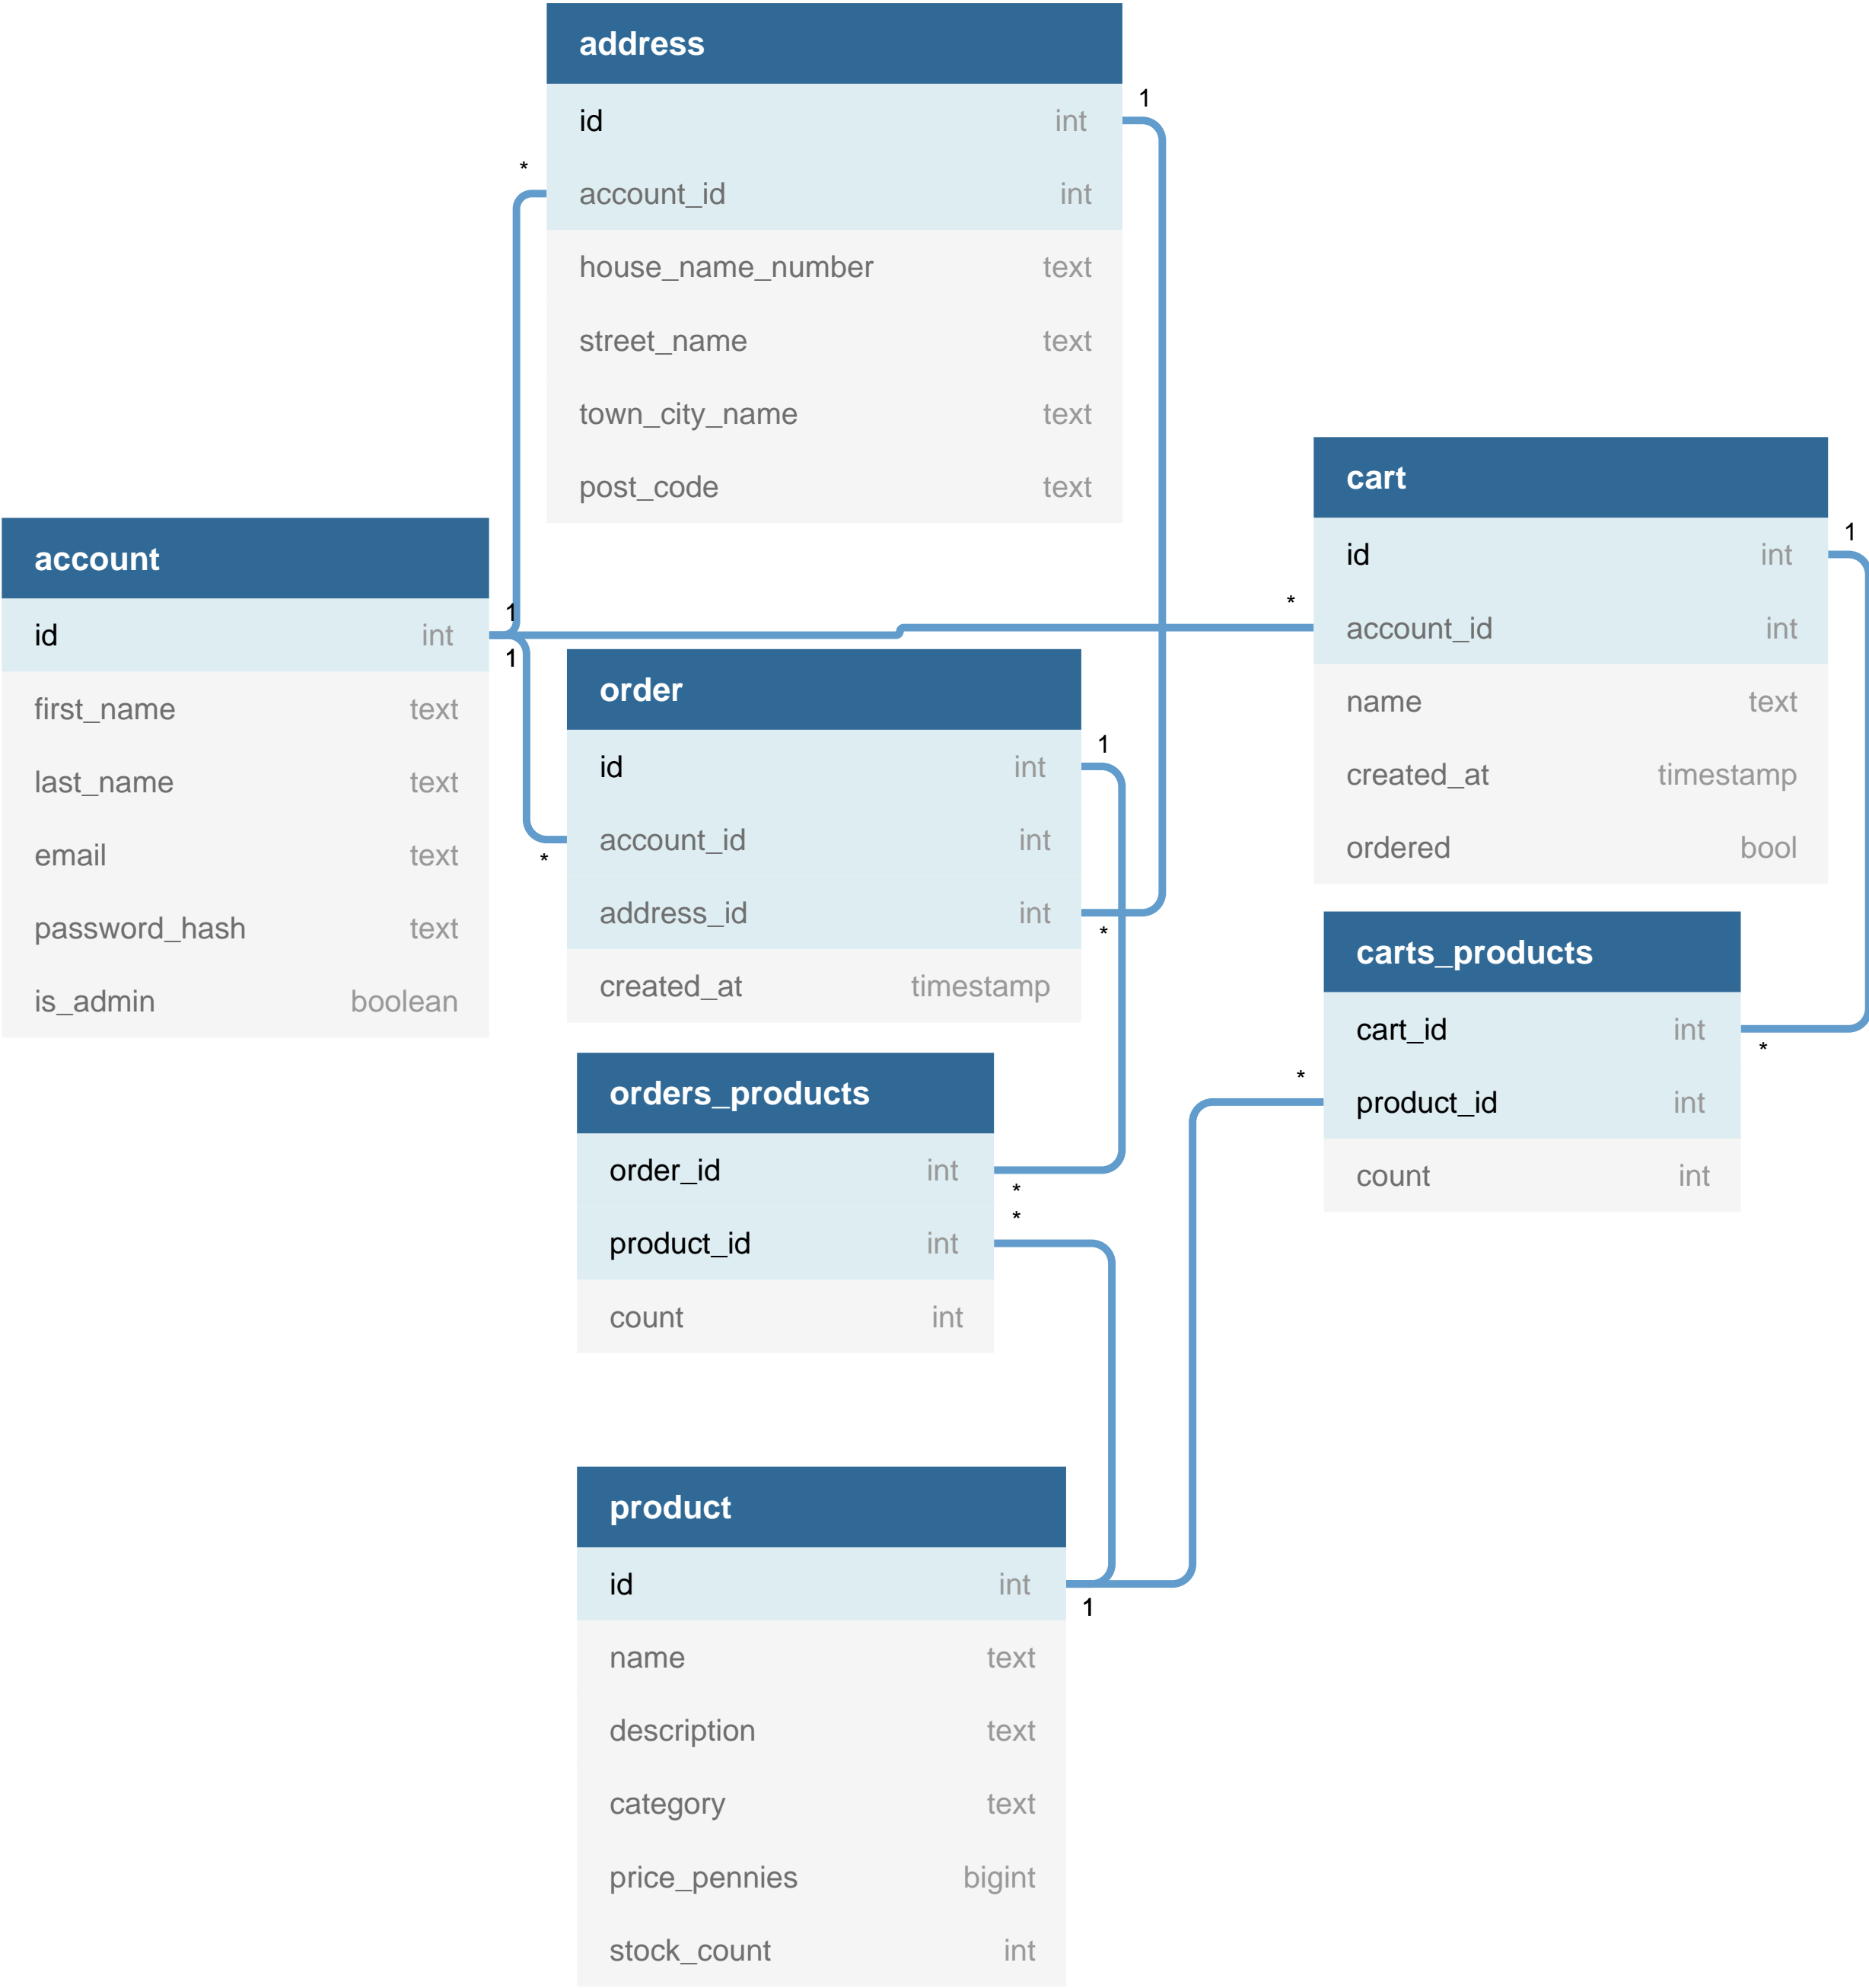 address
id int
account_id int
house_name_number text
street_name text
town_city_name text
post_code text
1
*
account
id int
first_name text
last_name text
email text
password_hash text
is_admin boolean
1
1
*
order
id int
account_id int
address_id int
created_at timestamp
1
*
cart
id int
account_id int
name text
created_at timestamp
ordered bool
1
*
carts_products
cart_id int
product_id int
count int
*
*
orders_products
order_id int
product_id int
count int
*
*
product
id int
name text
description text
category text
price_pennies bigint
stock_count int
1